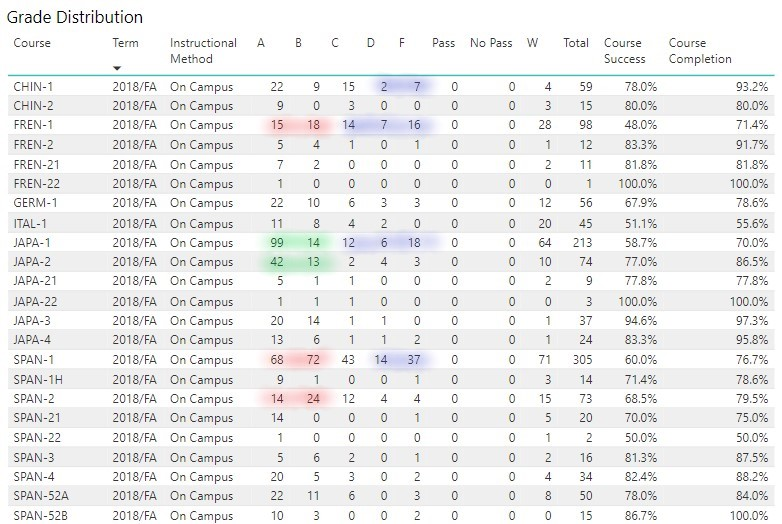 Grade Distribution
Course Term Instructional Method A B C D F Pass No Pass W Total Course Success Course Completion
CHIN-1 2018/FA On Campus 22 9 15 2 7 0 0 4 59 78.0% 93.2%
CHIN-2 2018/FA On Campus 9 0 3 0 0 0 0 3 15 80.0% 80.0%
FREN-1 2018/FA On Campus 15 18 14 7 16 0 0 28 98 48.0% 71.4%
FREN-2 2018/FA On Campus 5 4 1 0 1 0 0 1 12 83.3% 91.7%
FREN-21 2018/FA On Campus 7 2 0 0 0 0 0 2 11 81.8% 81.8%
FREN-22 2018/FA On Campus 1 0 0 0 0 0 0 0 1 100.0% 100.0%
GERM-1 2018/FA On Campus 22 10 6 3 3 0 0 12 56 67.9% 78.6%
ITAL-1 2018/FA On Campus 11 8 4 2 0 0 0 20 45 51.1% 55.6%
JAPA-1 2018/FA On Campus 99 14 12 6 18 0 0 64 213 58.7% 70.0%
JAPA-2 2018/FA On Campus 42 13 2 4 3 0 0 10 74 77.0% 86.5%
JAPA-21 2018/FA On Campus 5 1 1 0 0 0 0 2 9 77.8% 77.8%
JAPA-22 2018/FA On Campus 1 1 1 0 0 0 0 0 3 100.0% 100.0%
JAPA-3 2018/FA On Campus 20 14 1 1 0 0 0 1 37 94.6% 97.3%
JAPA-4 2018/FA On Campus 13 6 1 1 2 0 0 1 24 83.3% 95.8%
SPAN-1 2018/FA On Campus 68 72 43 14 37 0 0 71 305 60.0% 76.7%
SPAN-1H 2018/FA On Campus 9 1 0 0 1 0 0 3 14 71.4% 78.6%
SPAN-2 2018/FA On Campus 14 24 12 4 4 0 0 15 73 68.5% 79.5%
SPAN-21 2018/FA On Campus 14 0 0 0 1 0 0 5 20 70.0% 75.0%
SPAN-22 2018/FA On Campus 1 0 0 0 0 0 0 1 2 50.0% 50.0%
SPAN-3 2018/FA On Campus 5 6 2 0 1 0 0 2 16 81.3% 87.5%
SPAN-4 2018/FA On Campus 20 5 3 0 2 0 0 4 34 82.4% 88.2%
SPAN-52A 2018/FA On Campus 22 11 6 0 3 0 0 8 50 78.0% 84.0%
SPAN-52B 2018/FA On Campus 10 3 0 0 2 0 0 0 15 86.7% 100.0%